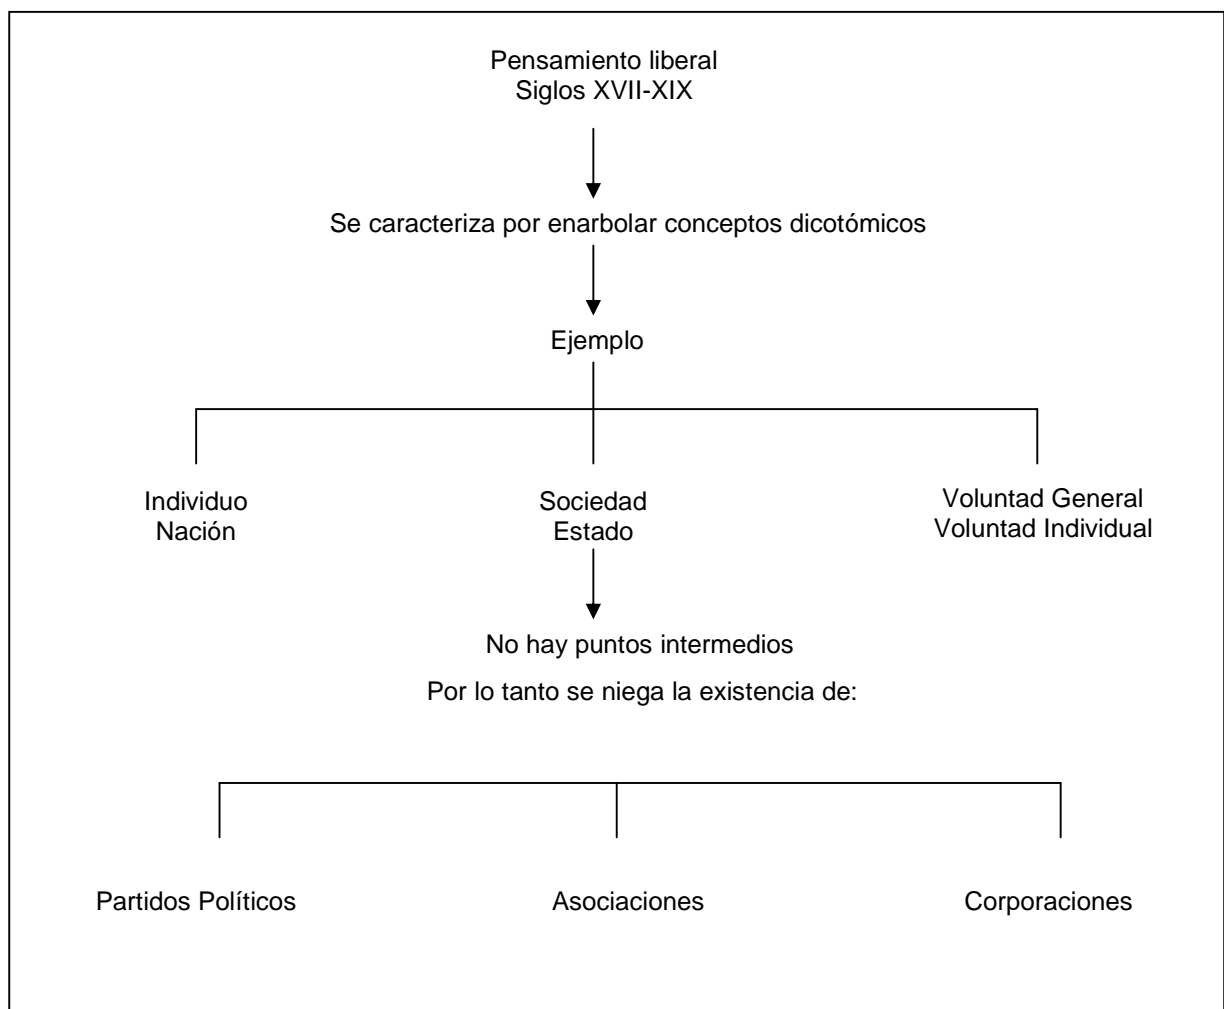 Pensamiento liberal
Siglos XVII-XIX
Se caracteriza por enarbolar conceptos dicotómicos
Ejemplo
Individuo
Nación
Sociedad
Estado
Voluntad General
Voluntad Individual
No hay puntos intermedios
Por lo tanto se niega la existencia de:
Partidos Políticos
Asociaciones
Corporaciones